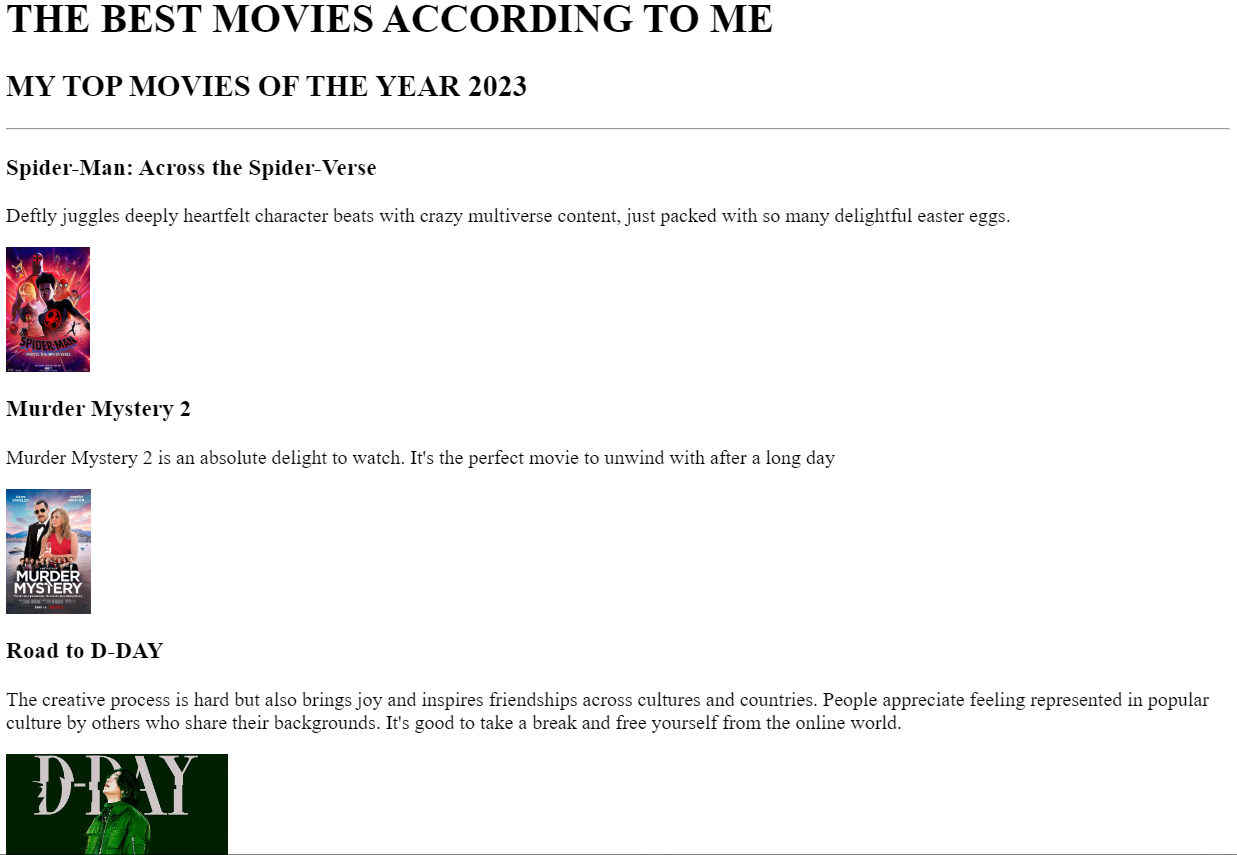 THE BEST MOVIES ACCORDING TO ME
MY TOP MOVIES OF THE YEAR 2023
Spider-Man: Across the Spider-Verse
Deftly juggles deeply heartfelt character beats with crazy multiverse content, just packed with so many delightful easter eggs.
SPIDER-MAN
ACROSS THE SPIDER-VERSE
Murder Mystery 2
Murder Mystery 2 is an absolute delight to watch. It's the perfect movie to unwind with after a long day
MURDER
MYSTERY
Road to D-DAY
The creative process is hard but also brings joy and inspires friendships across cultures and countries. People appreciate feeling represented in popular
culture by others who share their backgrounds. It's good to take a break and free yourself from the online world.
D-DAY